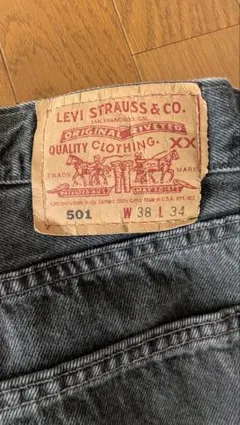 LEVI STRAUSS & CO.
SAN FRANCISCO, CAL.
ORIGINAL RIVETED
QUALITY CLOTHING. XX
TRADE MARK
501 W 38 L 34